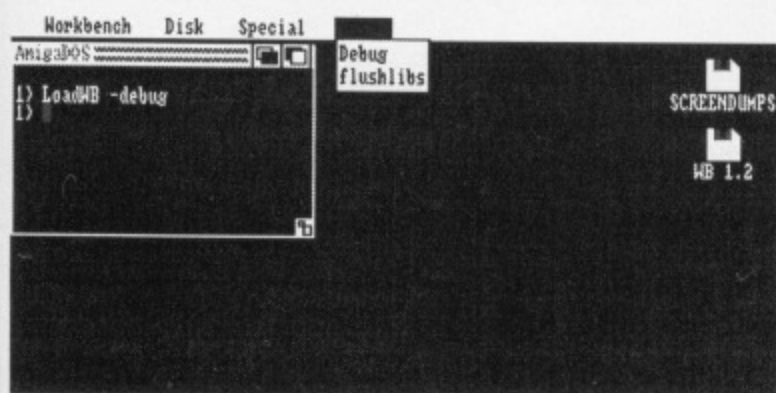 Workbench Disk Special
AmigaDOS
Debug
flushlibs
1> LoadWB -debug
1>
SCREENDUMPS
WB 1.2